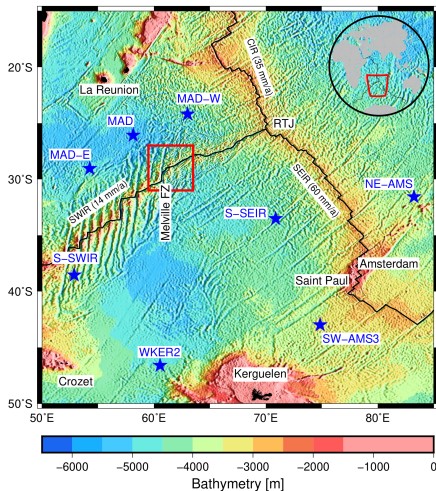 20°S
30°S
40°S
50°S
50°E
60°E
70°E
80°E
La Reunion
CIR (35 mm/a)
MAD-W
MAD
RTJ
MAD-E
SWIR (14 mm/a)
Melville FZ
SEIR (60 mm/a)
NE-AMS
S-SEIR
S-SWIR
Amsterdam
Saint Paul
SW-AMS3
WKER2
Crozet
Kerguelen
−6000 −5000 −4000 −3000 −2000 −1000 0
Bathymetry [m]